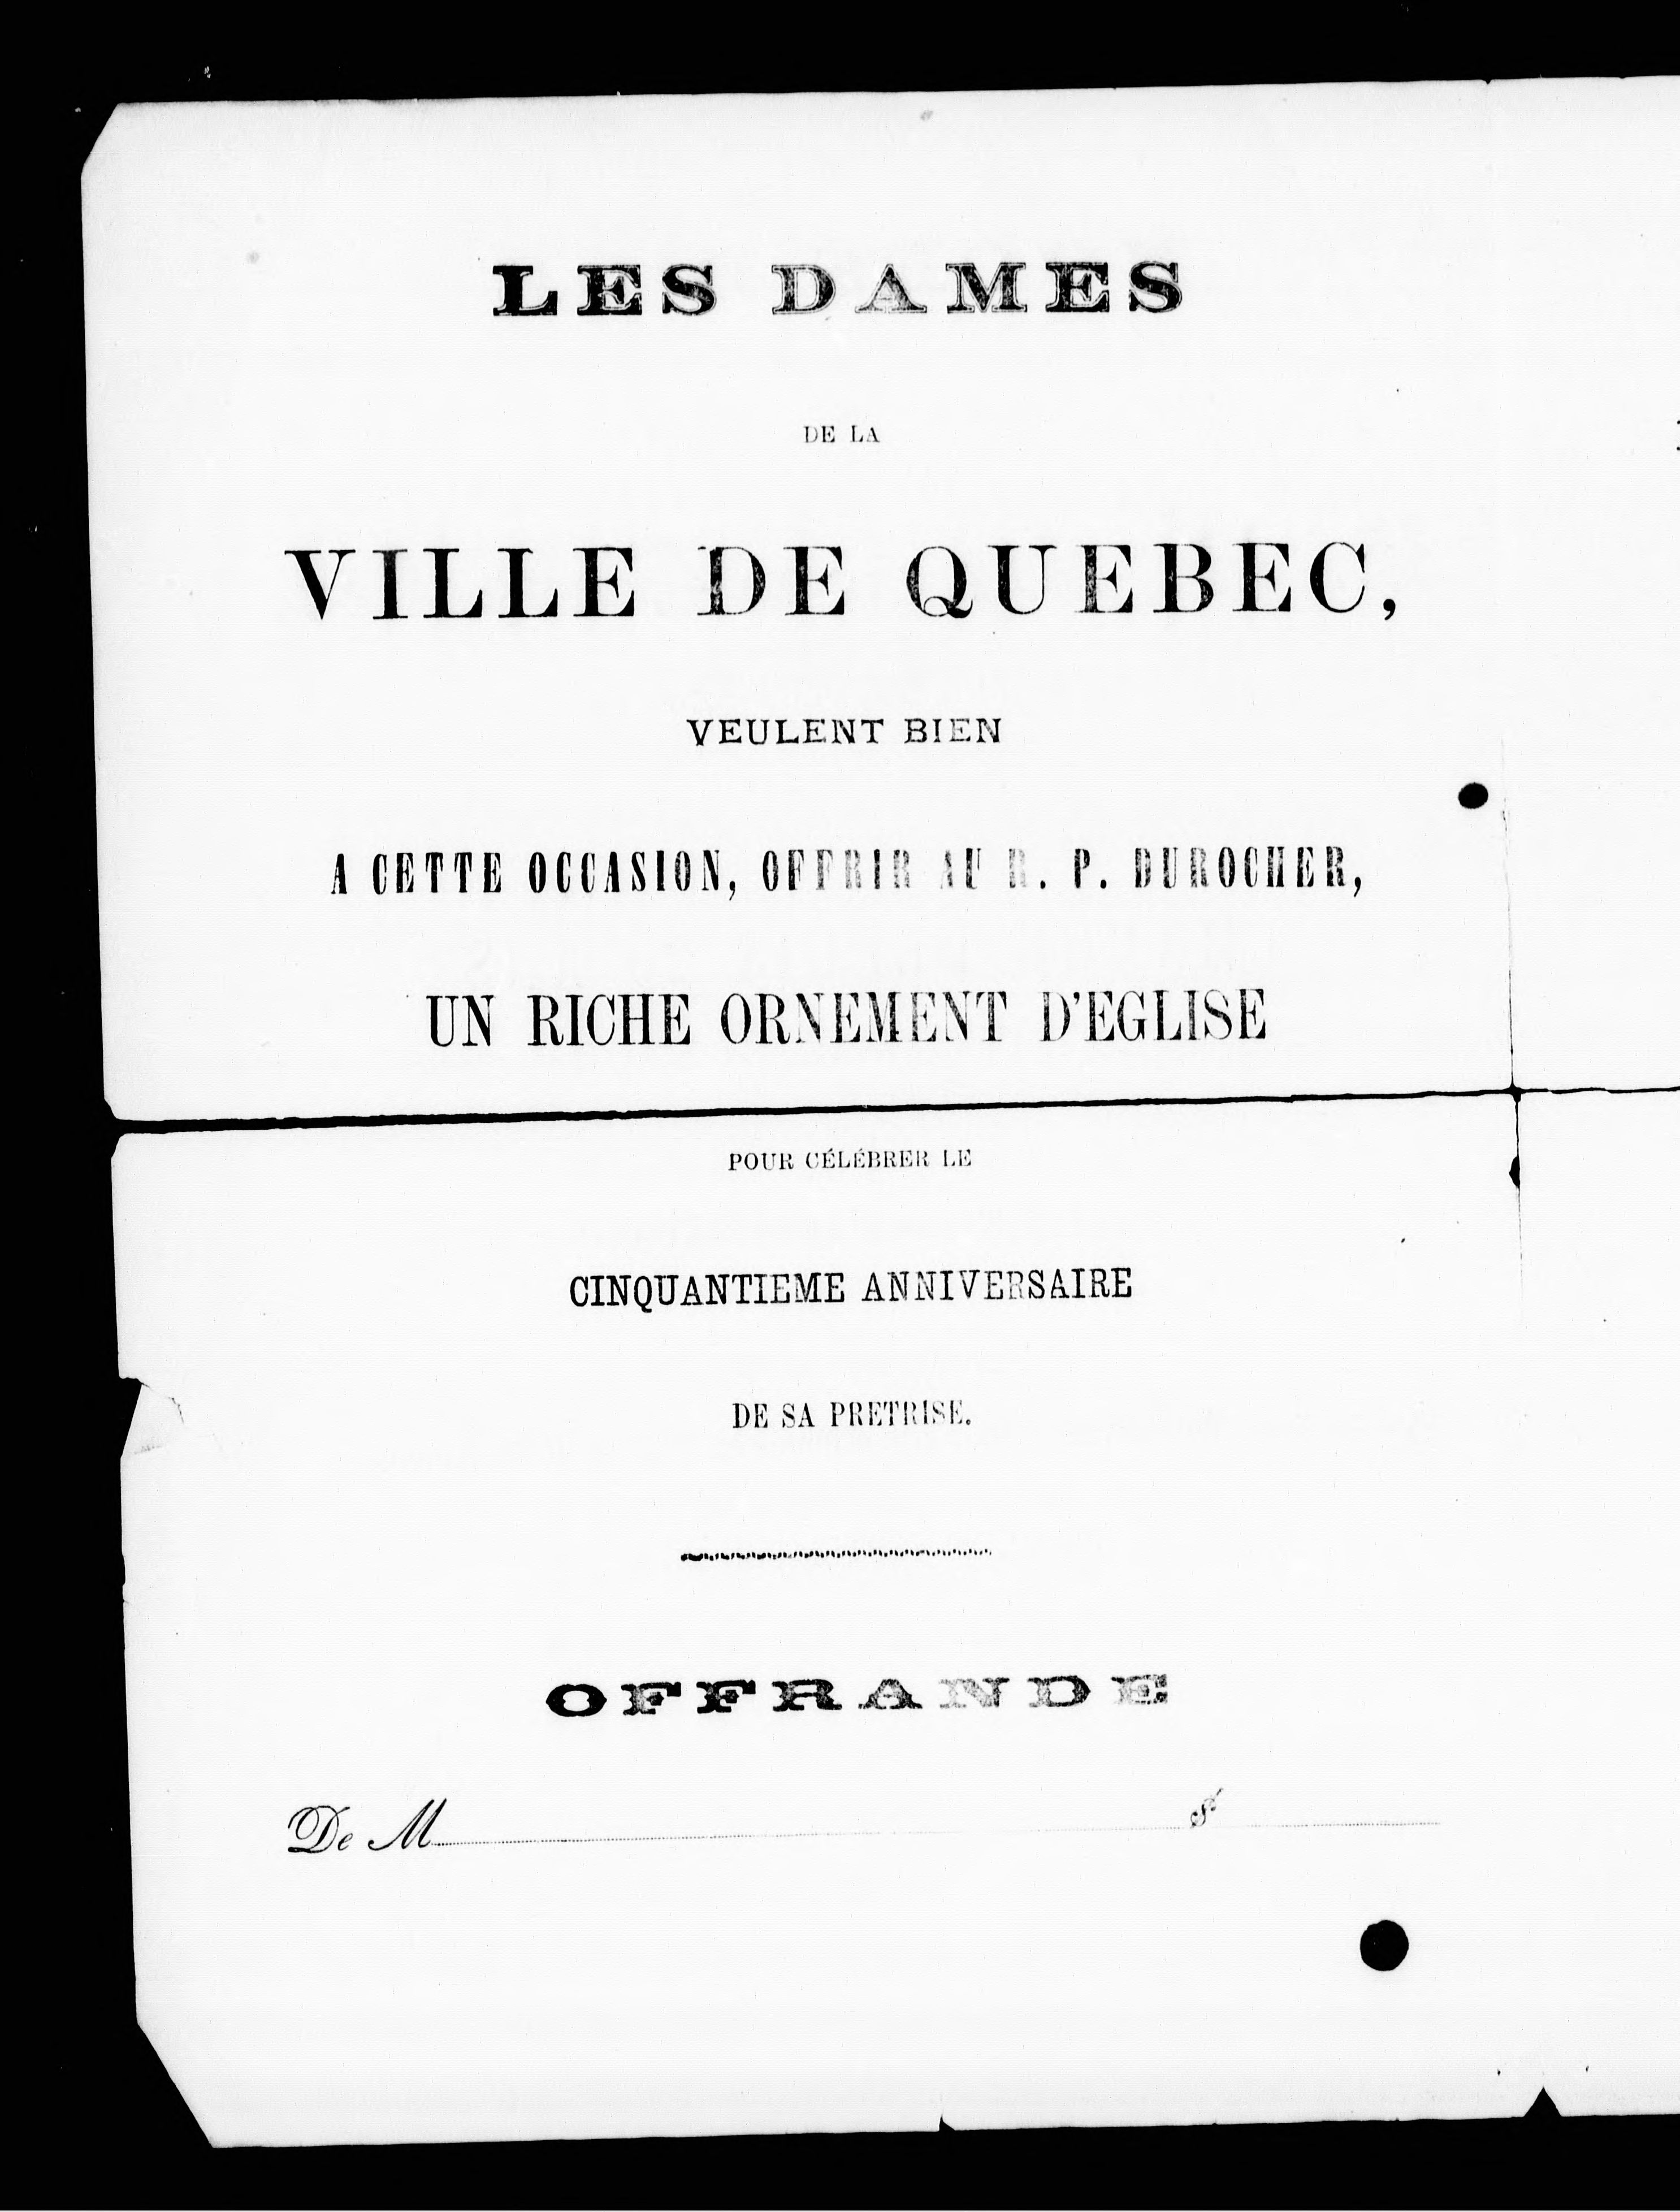 LES DAMES
DE LA
VILLE DE QUEBEC,
VEULENT BIEN
A CETTE OCCASION, OFFRIR AU R. P. DUROCHER,
UN RICHE ORNEMENT D'EGLISE
POUR CÉLÉBRER LE
CINQUANTIEME ANNIVERSAIRE
DE SA PRETRISE.
OFFRANDE
De M $